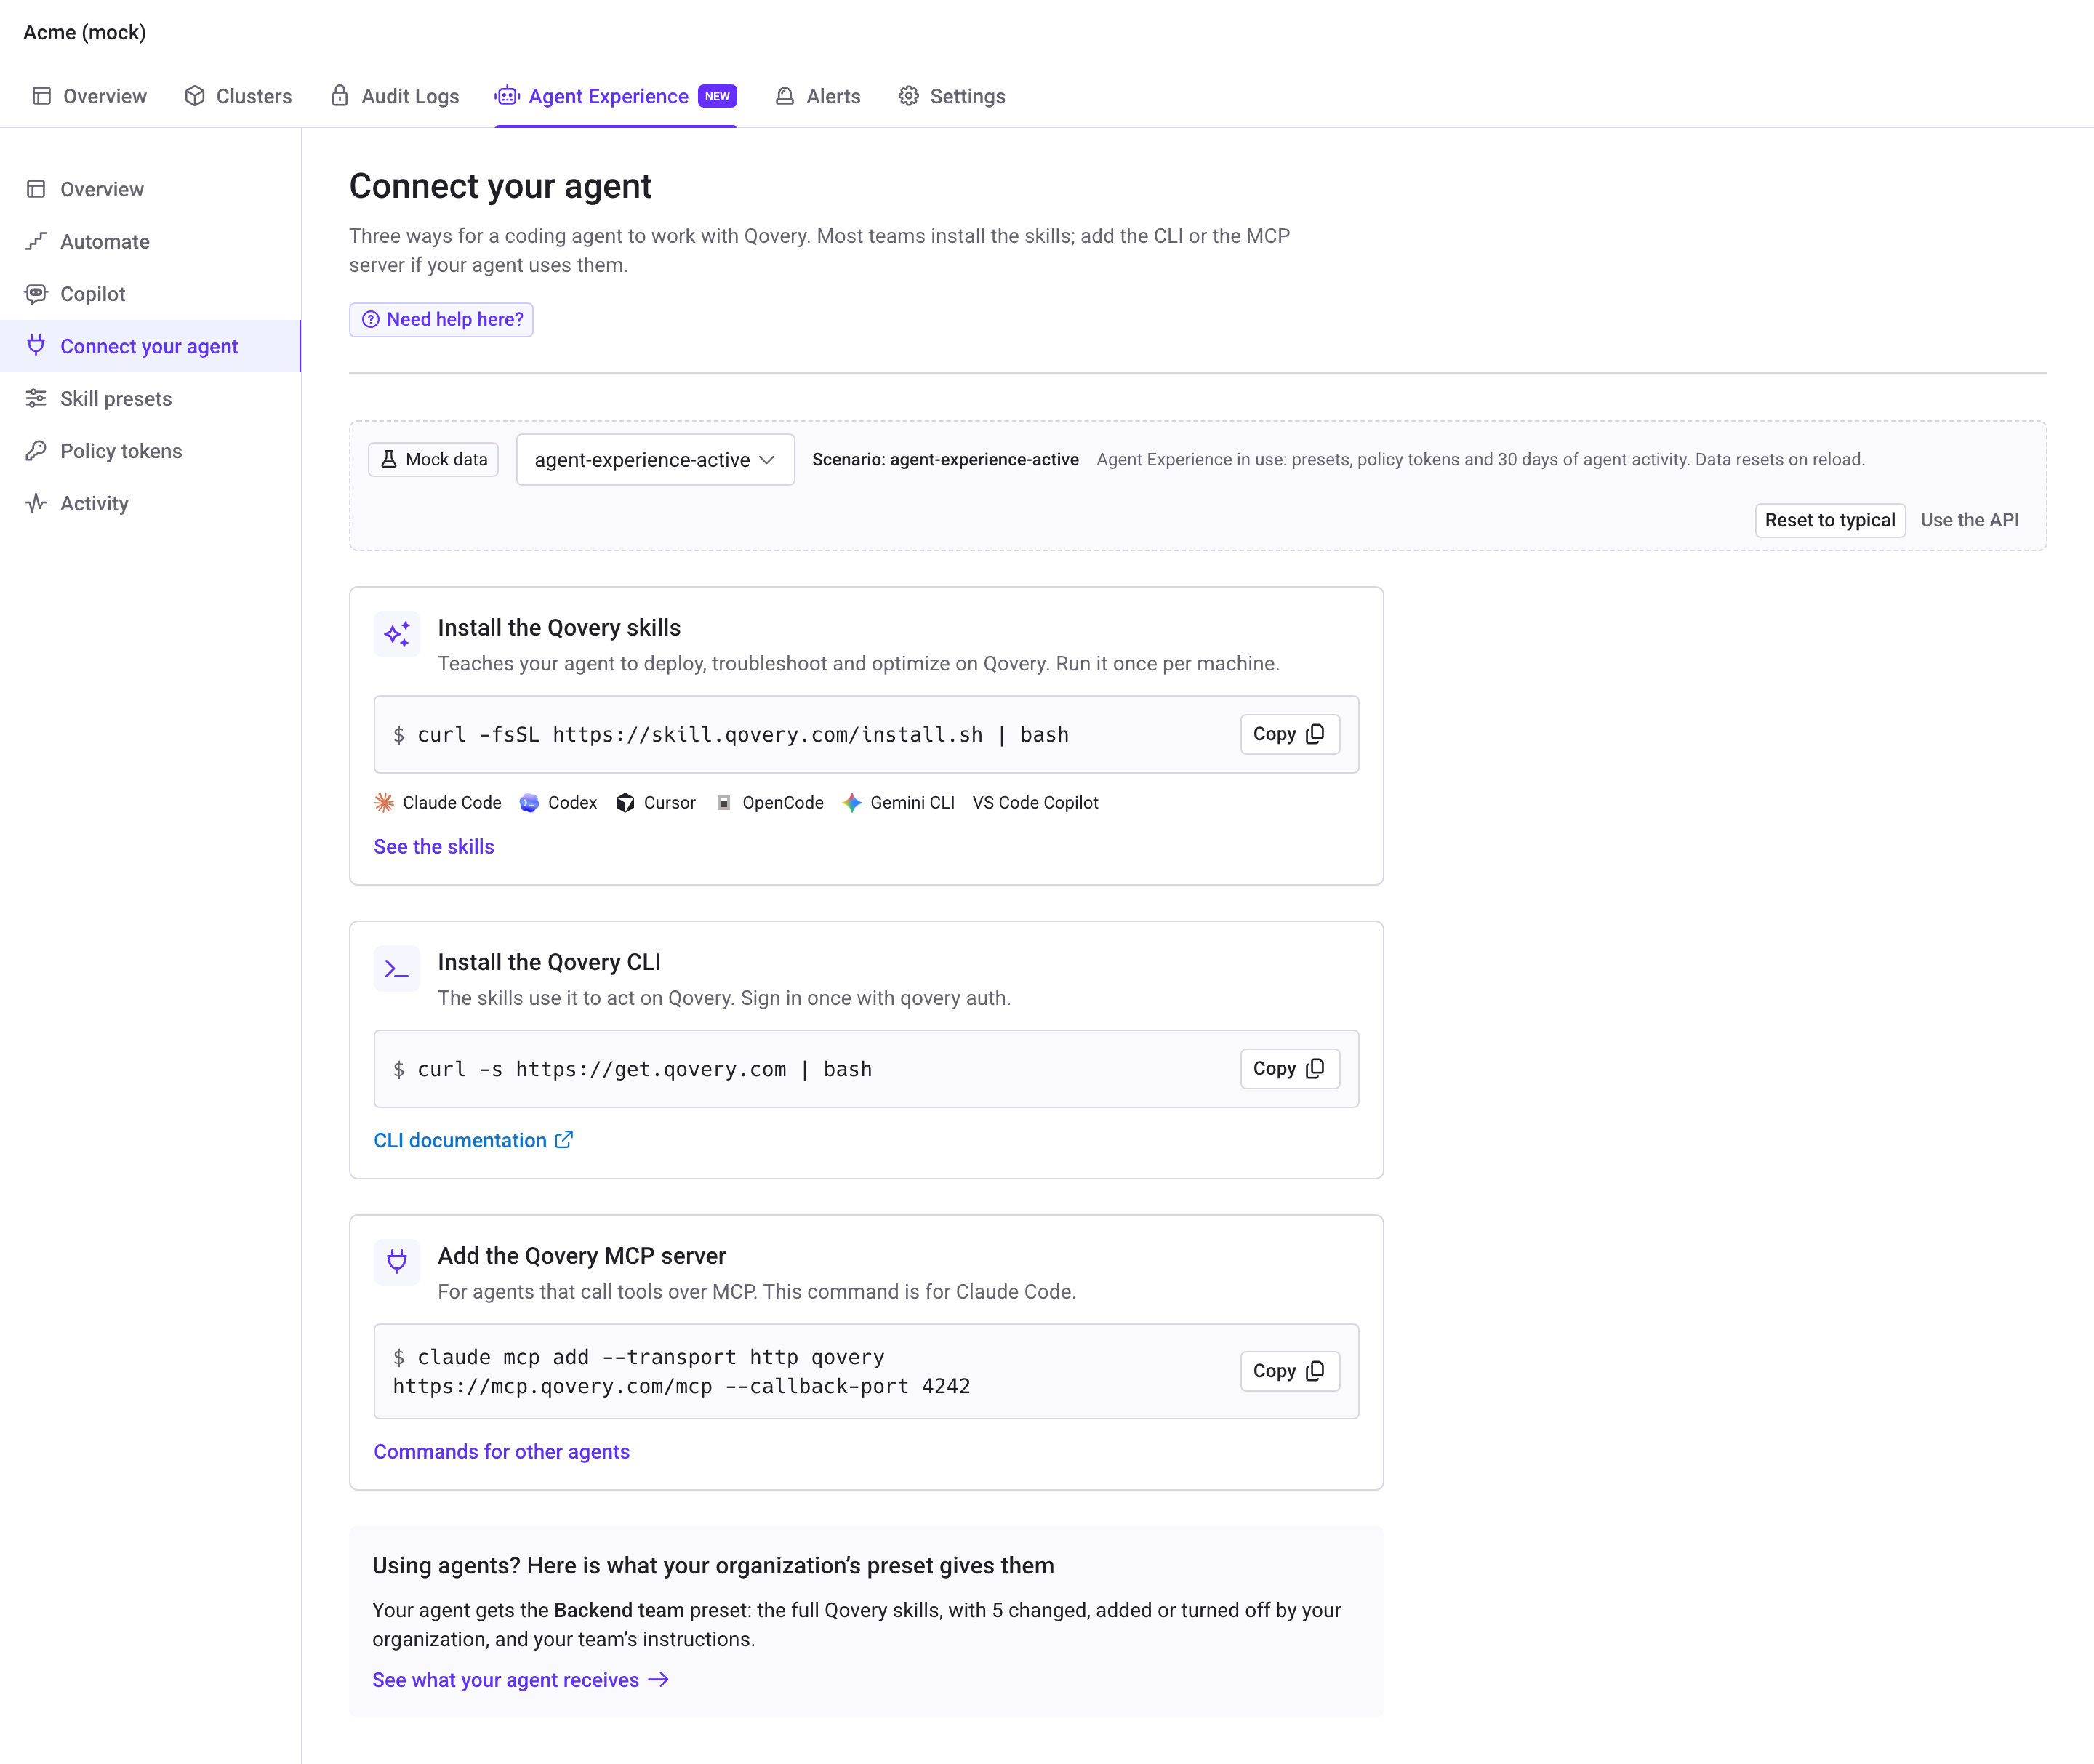 Acme (mock)
Overview
Clusters
Audit Logs
Agent Experience NEW
Alerts
Settings
Overview
Automate
Copilot
Connect your agent
Skill presets
Policy tokens
Activity
Connect your agent
Three ways for a coding agent to work with Qovery. Most teams install the skills; add the CLI or the MCP
server if your agent uses them.
Need help here?
Mock data
agent-experience-active
Scenario: agent-experience-active
Agent Experience in use: presets, policy tokens and 30 days of agent activity. Data resets on reload.
Reset to typical
Use the API
Install the Qovery skills
Teaches your agent to deploy, troubleshoot and optimize on Qovery. Run it once per machine.
$ curl -fsSL https://skill.qovery.com/install.sh | bash
Copy
Claude Code
Codex
Cursor
OpenCode
Gemini CLI
VS Code Copilot
See the skills
Install the Qovery CLI
The skills use it to act on Qovery. Sign in once with qovery auth.
$ curl -s https://get.qovery.com | bash
Copy
CLI documentation
Add the Qovery MCP server
For agents that call tools over MCP. This command is for Claude Code.
$ claude mcp add --transport http qovery
https://mcp.qovery.com/mcp --callback-port 4242
Copy
Commands for other agents
Using agents? Here is what your organization’s preset gives them
Your agent gets the Backend team preset: the full Qovery skills, with 5 changed, added or turned off by your
organization, and your team’s instructions.
See what your agent receives →